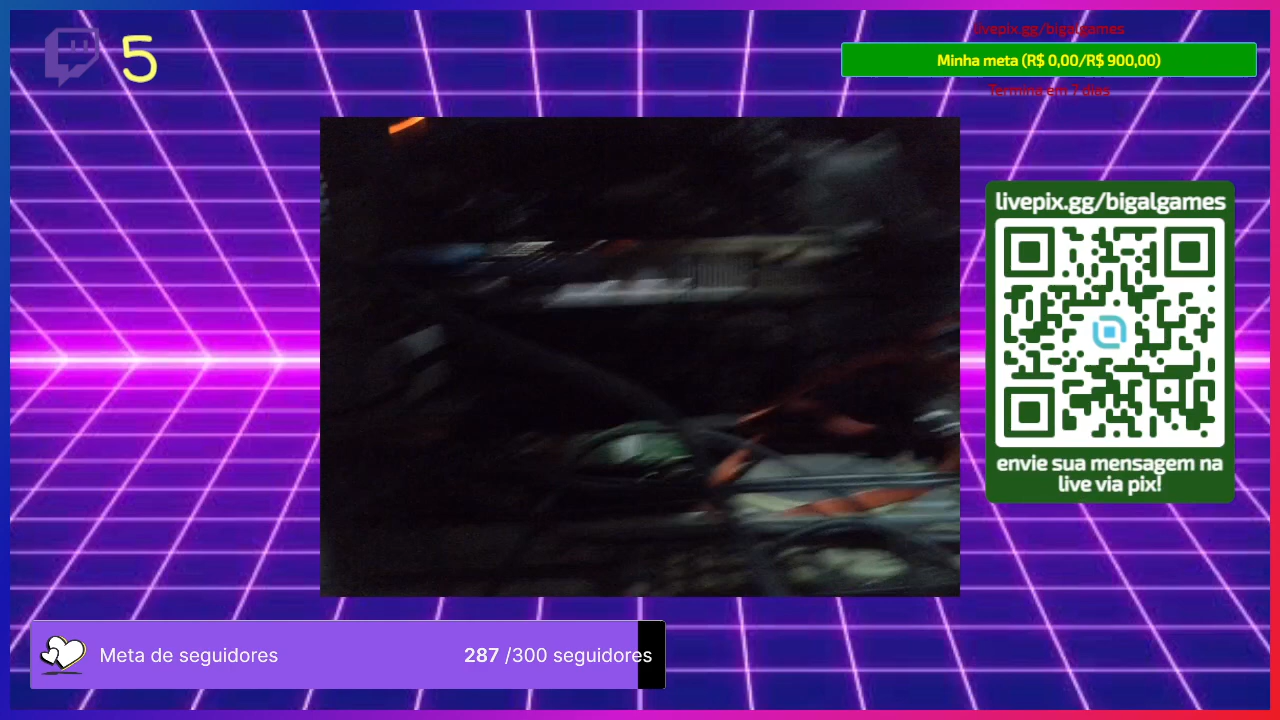 5
livepix.gg/bigalgames
Minha meta (R$ 0,00/R$ 900,00)
Termina em 7 dias
livepix.gg/bigalgames
envie sua mensagem na
live via pix!
Meta de seguidores
287 /300 seguidores